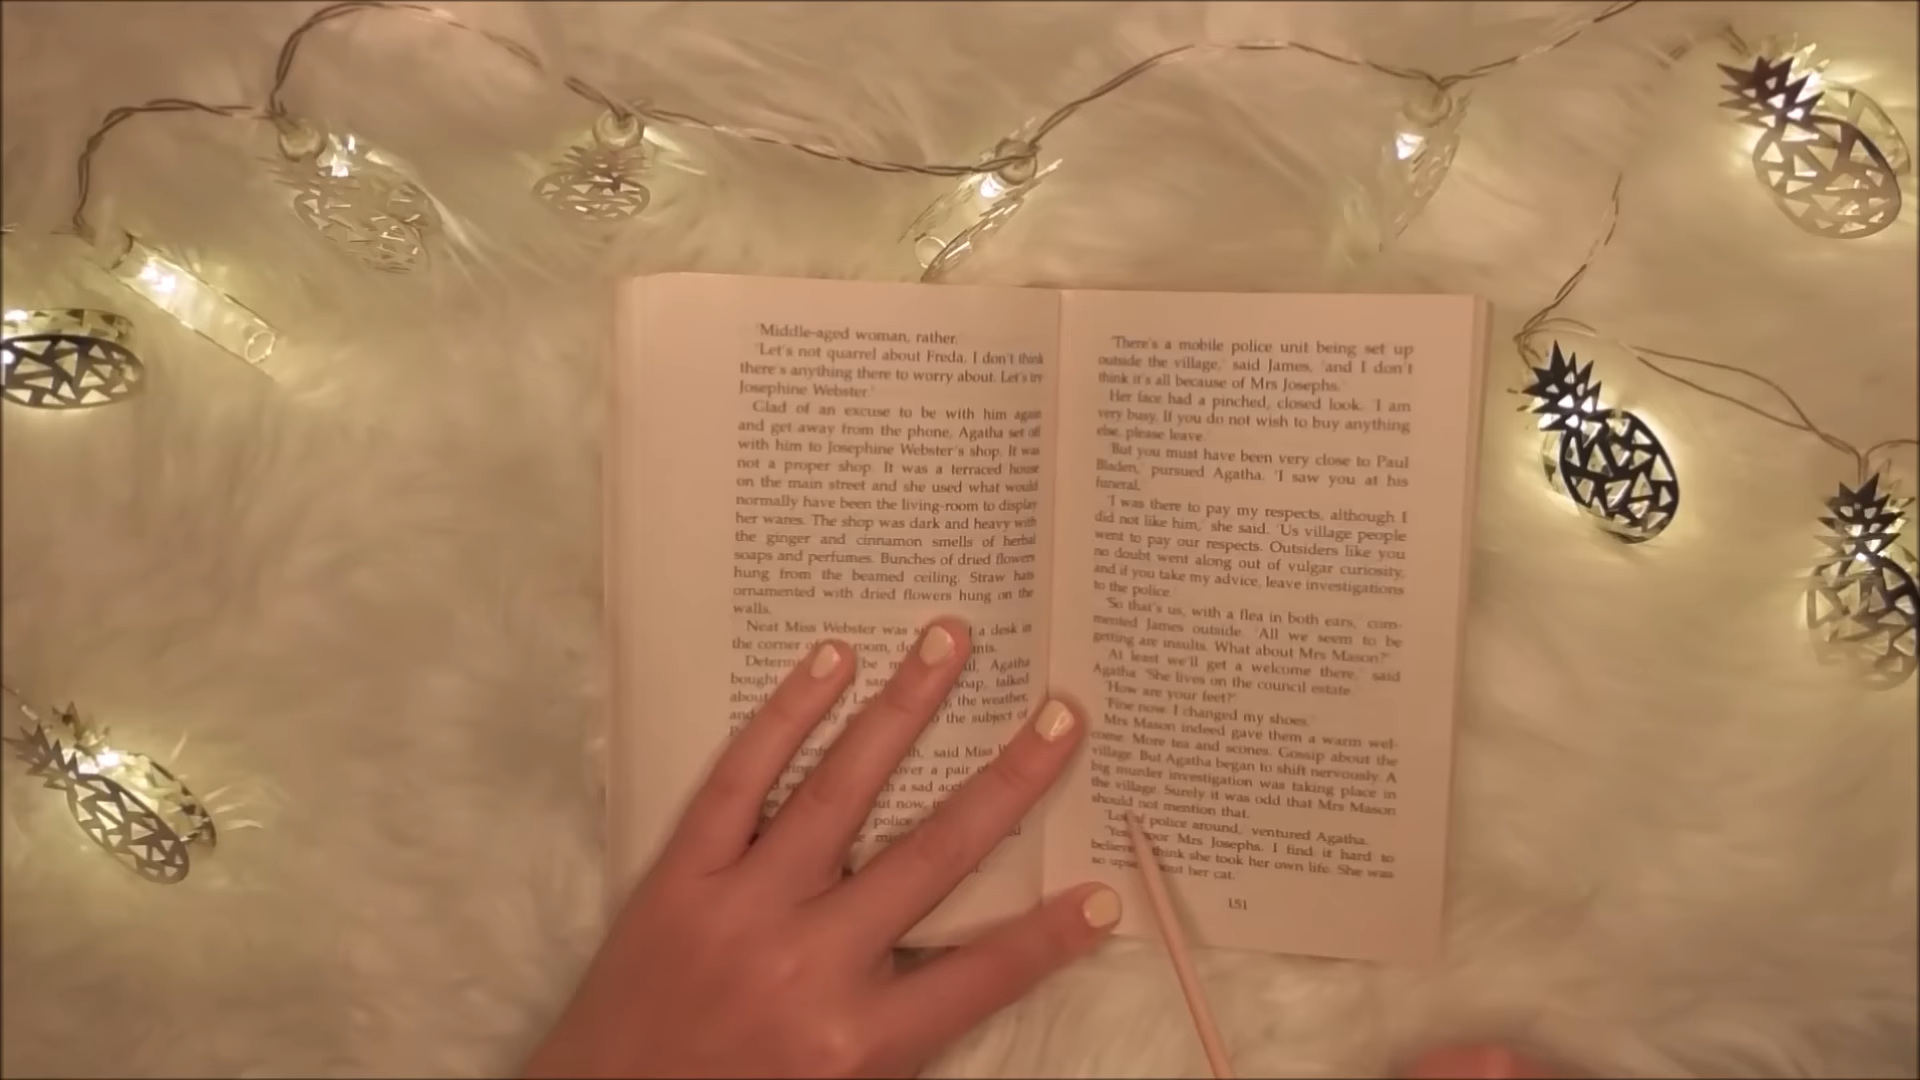 'Middle-aged woman, rather.'
'Let's not quarrel about Freda. I don't think
there's anything there to worry about. Let's try
Josephine Webster.'
Glad of an excuse to be with him again
and get away from the phone, Agatha set off
with him to Josephine Webster's shop. It was
not a proper shop. It was a terraced house
on the main street and she used what would
normally have been the living-room to display
her wares. The shop was dark and heavy with
the ginger and cinnamon smells of herbal
soaps and perfumes. Bunches of dried flowers
hung from the beamed ceiling. Straw hats
ornamented with dried flowers hung on the
walls.
Neat Miss Webster was a desk in
the corner room,
be Agatha
bought soap, talked
about the weather,
and the subject of
said Miss
over a pair of
a sad
but now,
police
'There's a mobile police unit being set up
outside the village,' said James, 'and I don't
think it's all because of Mrs Josephs.'
Her face had a pinched, closed look. 'I am
very busy. If you do not wish to buy anything
else, please leave.'
'But you must have been very close to Paul
Bladen,' pursued Agatha. 'I saw you at his
funeral.'
'I was there to pay my respects, although I
did not like him,' she said. 'Us village people
went to pay our respects. Outsiders like you
no doubt went along out of vulgar curiosity,
and if you take my advice, leave investigations
to the police.'
'So that's us, with a flea in both ears,' com-
mented James outside. 'All we seem to be
getting are insults. What about Mrs Mason?'
'At least we'll get a welcome there,' said
Agatha. 'She lives on the council estate.'
'How are your feet?'
'Fine now. I changed my shoes.'
Mrs Mason indeed gave them a warm wel-
come. More tea and scones. Gossip about the
village. But Agatha began to shift nervously. A
big murder investigation was taking place in
the village. Surely it was odd that Mrs Mason
should not mention that.
police around,' ventured Agatha.
Mrs Josephs. I find it hard to
think she took her own life. She was
so her cat.
151